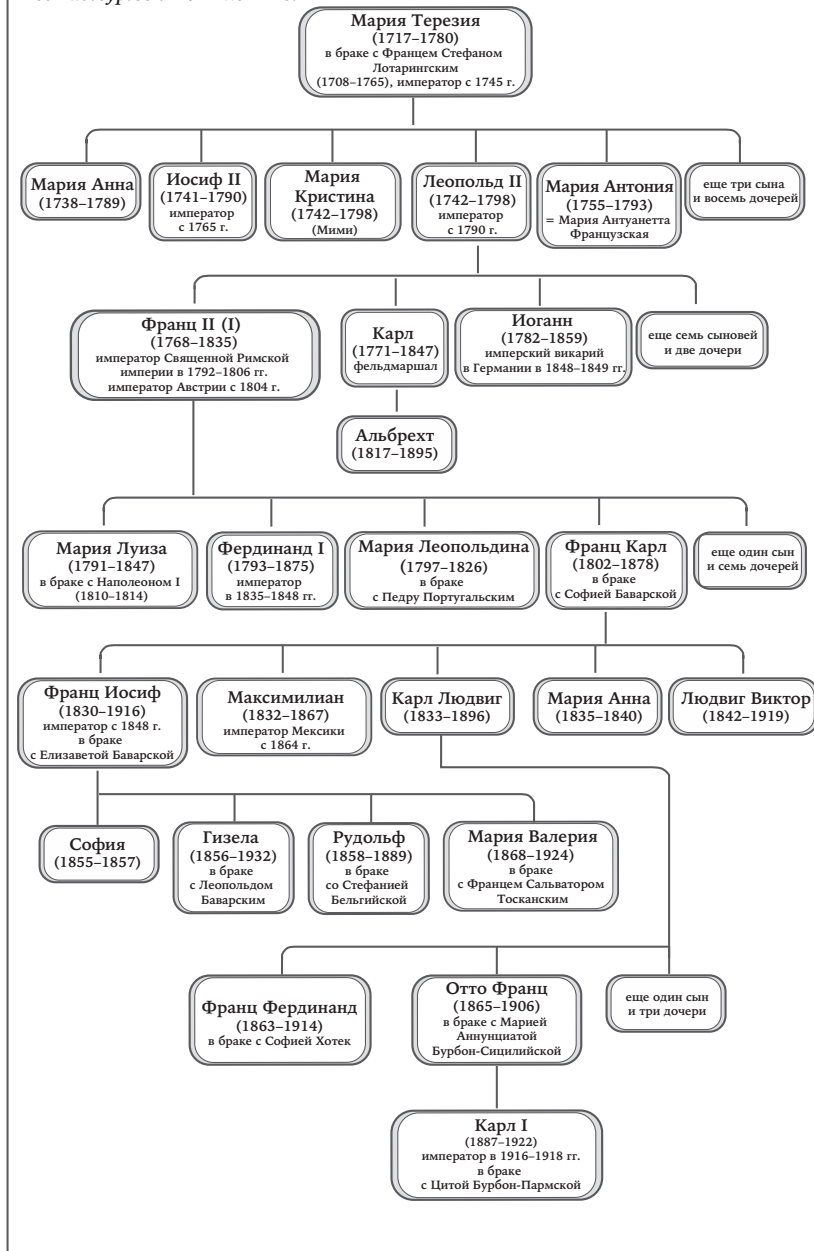 Мария Терезия
(1717–1780)
в браке с Францем Стефаном
Лотарингским
(1708–1765), император с 1745 г.
Мария Анна
(1738–1789)
Иосиф II
(1741–1790)
император
с 1765 г.
Мария
Кристина
(1742–1798)
(Мими)
Леопольд II
(1742–1798)
император
с 1790 г.
Мария Антония
(1755–1793)
= Мария Антуанетта
Французская
еще три сына
и восемь дочерей
Франц II (I)
(1768–1835)
император Священной Римской
империи в 1792–1806 гг.
император Австрии с 1804 г.
Карл
(1771–1847)
фельдмаршал
Иоганн
(1782–1859)
имперский викарий
в Германии в 1848–1849 гг.
еще семь сыновей
и две дочери
Альбрехт
(1817–1895)
Мария Луиза
(1791–1847)
в браке с Наполеоном I
(1810–1814)
Фердинанд I
(1793–1875)
император
в 1835–1848 гг.
Мария Леопольдина
(1797–1826)
в браке
с Педру Португальским
Франц Карл
(1802–1878)
в браке
с Софией Баварской
еще один сын
и семь дочерей
Франц Иосиф
(1830–1916)
император с 1848 г.
в браке
с Елизаветой Баварской
Максимилиан
(1832–1867)
император Мексики
с 1864 г.
Карл Людвиг
(1833–1896)
Мария Анна
(1835–1840)
Людвиг Виктор
(1842–1919)
София
(1855–1857)
Гизела
(1856–1932)
в браке
с Леопольдом
Баварским
Рудольф
(1858–1889)
в браке
со Стефанией
Бельгийской
Мария Валерия
(1868–1924)
в браке
с Францем Сальватором
Тосканским
Франц Фердинанд
(1863–1914)
в браке с Софией Хотек
Отто Франц
(1865–1906)
в браке с Марией
Аннунциатой
Бурбон-Сицилийской
еще один сын
и три дочери
Карл I
(1887–1922)
император в 1916–1918 гг.
в браке
с Цитой Бурбон-Пармской